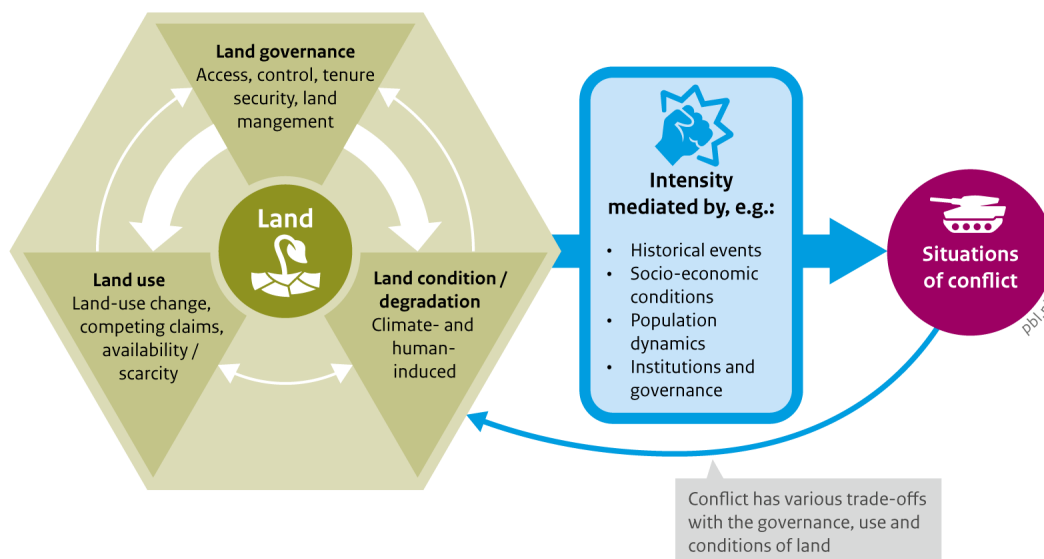 Land governance
Access, control, tenure
security, land
mangement
Land
Land use
Land-use change,
competing claims,
availability /
scarcity
Land condition /
degradation
Climate- and
human-
induced
Intensity
mediated by, e.g.:
• Historical events
• Socio-economic
conditions
• Population
dynamics
• Institutions and
governance
Situations
of conflict
Conflict has various trade-offs
with the governance, use and
conditions of land